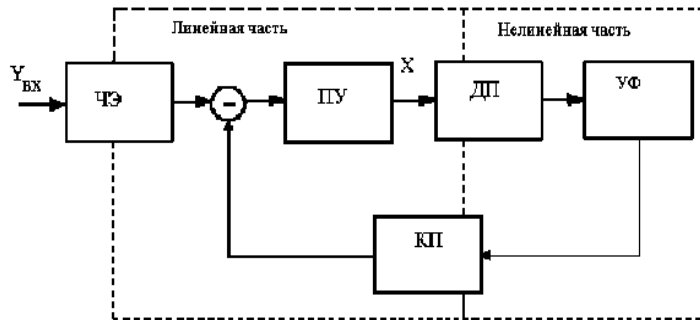 Линейная часть
Нелинейная часть
Y ВХ
ЧЭ
-
ПУ
X
ДП
УФ
КП